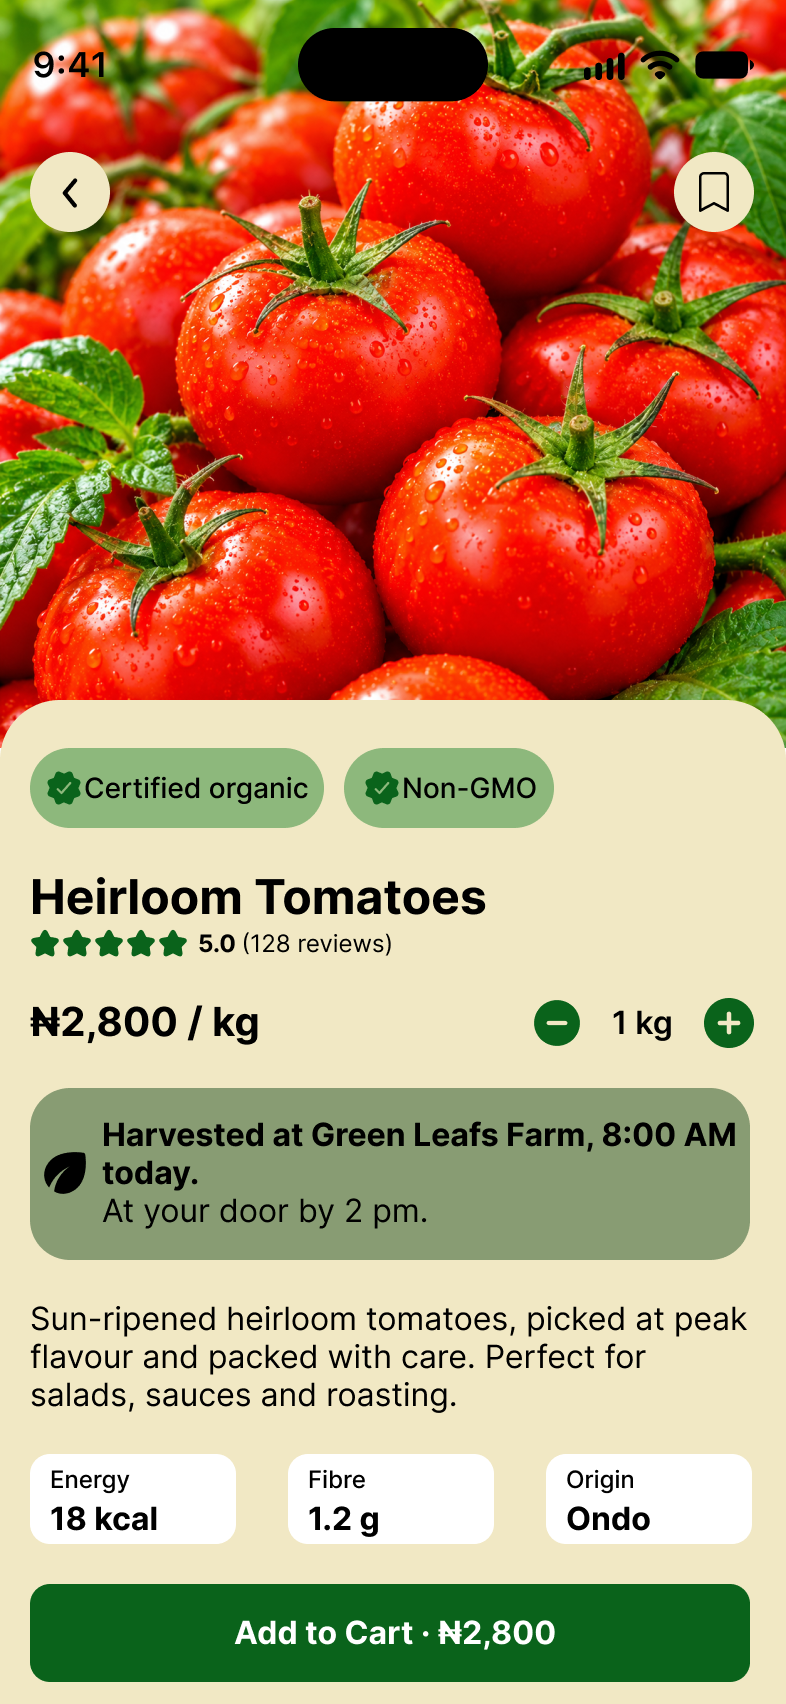 9:41
Certified organic
Non-GMO
Heirloom Tomatoes
5.0 (128 reviews)
₦2,800 / kg
1 kg
Harvested at Green Leafs Farm, 8:00 AM
today.
At your door by 2 pm.
Sun-ripened heirloom tomatoes, picked at peak
flavour and packed with care. Perfect for
salads, sauces and roasting.
Energy
18 kcal
Fibre
1.2 g
Origin
Ondo
Add to Cart · ₦2,800